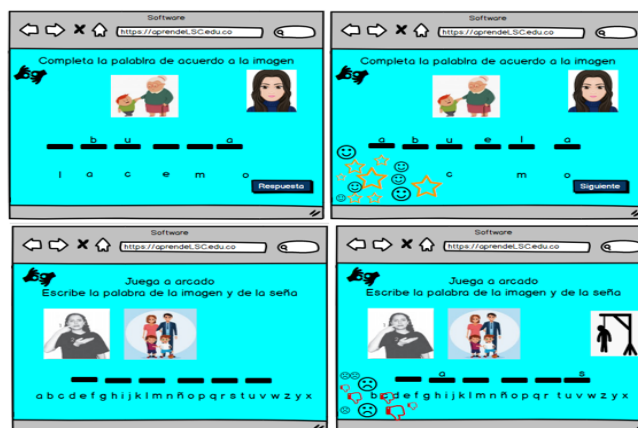 Software
https://aprendeLSC.edu.co
Completa la palablra de acuerdo a la imagen
b u a
l a c e m o
Respuesta
Software
https://aprendeLSC.edu.co
Completa la palablra de acuerdo a la imagen
a b u e l a
c m o
Siguiente
Software
https://aprendeLSC.edu.co
Juega a arcado
Escribe la palabra de la imagen y de la seña
a b c d e f g h i j k l m n ñ o p q r s t u v w z y x
Software
https://aprendeLSC.edu.co
Juega a arcado
Escribe la palabra de la imagen y de la seña
a s
b c d e f g h i j k l m n ñ o p q r t u v w z y x